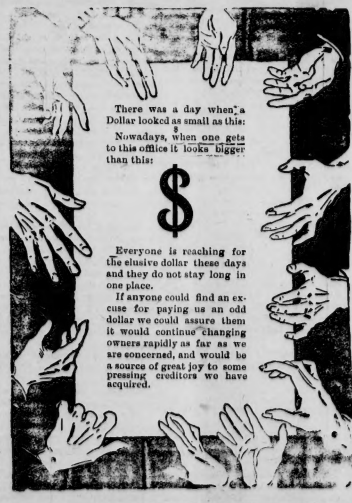 There was a day when a
Dollar looked as small as this:
$
Nowadays, when one gets
to this office it looks bigger
than this:
$
Everyone is reaching for
the elusive dollar these days
and they do not stay long in
one place.
If anyone could find an ex-
cuse for paying us an odd
dollar we could assure them
it would continue changing
owners rapidly as far as we
are concerned, and would be
a source of great joy to some
pressing creditors we have
acquired.